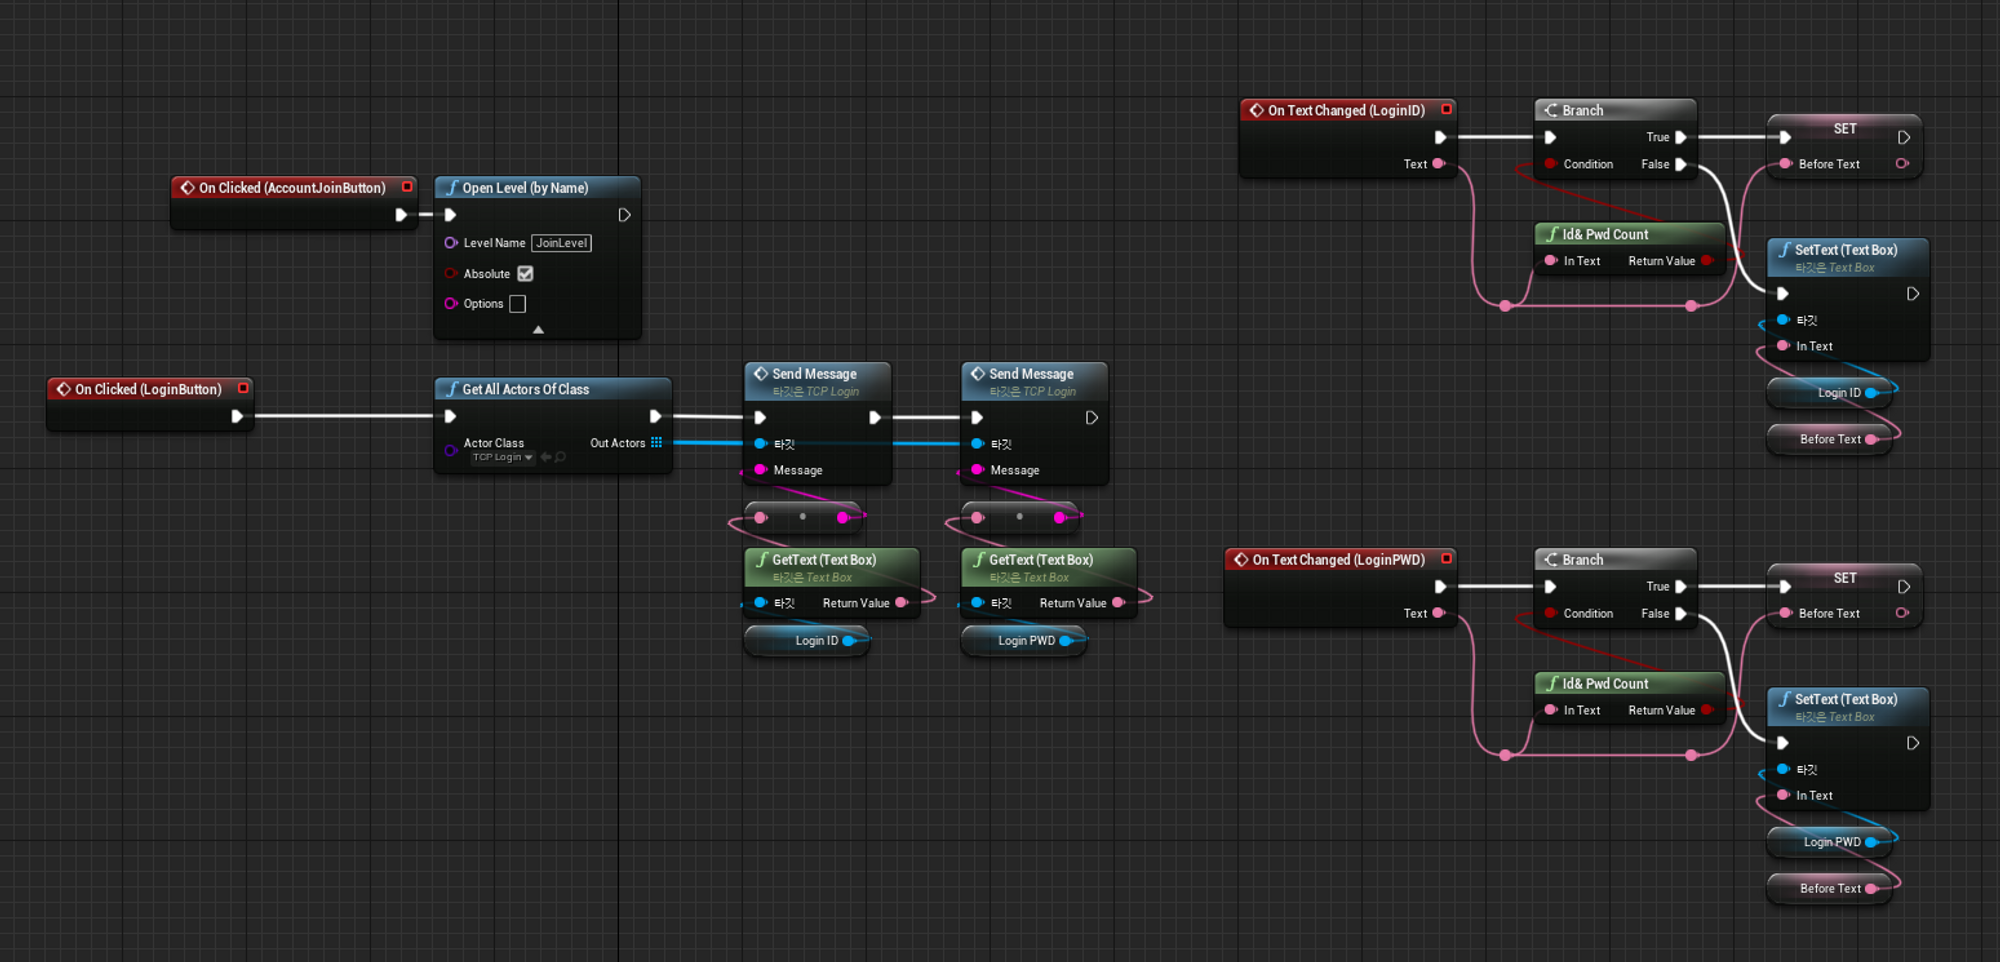 On Clicked (AccountJoinButton)
Open Level (by Name)
Level Name JoinLevel
Absolute
Options
On Clicked (LoginButton)
Get All Actors Of Class
Actor Class
TCP Login
Out Actors
Send Message
타깃은 TCP Login
타깃
Message
GetText (Text Box)
타깃은 Text Box
타깃 Return Value
Login ID
Send Message
타깃은 TCP Login
타깃
Message
GetText (Text Box)
타깃은 Text Box
타깃 Return Value
Login PWD
On Text Changed (LoginID)
Text
Branch
True
Condition False
SET
Before Text
Id& Pwd Count
In Text Return Value
SetText (Text Box)
타깃은 Text Box
타깃
In Text
Login ID
Before Text
On Text Changed (LoginPWD)
Text
Branch
True
Condition False
SET
Before Text
Id& Pwd Count
In Text Return Value
SetText (Text Box)
타깃은 Text Box
타깃
In Text
Login PWD
Before Text